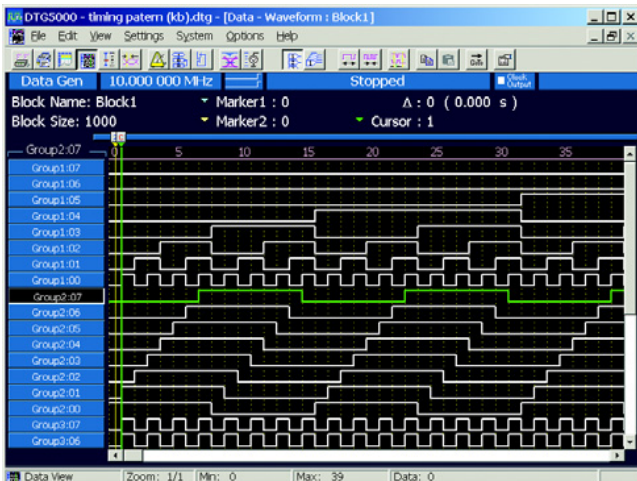 DTG5000 - timing patern (kb).dtg - [Data - Waveform : Block1]
File Edit View Settings System Options Help
Data Gen 10.000 000 MHz Stopped Clock Output
Block Name: Block1 Marker1 : 0 Δ : 0 ( 0.000 s )
Block Size: 1000 Marker2 : 0 Cursor : 1
C
Group2:07 0 5 10 15 20 25 30 35
Group1:07
Group1:06
Group1:05
Group1:04
Group1:03
Group1:02
Group1:01
Group1:00
Group2:07
Group2:06
Group2:05
Group2:04
Group2:03
Group2:02
Group2:01
Group2:00
Group3:07
Group3:06
Data View Zoom: 1/1 Min: 0 Max: 39 Data: 0